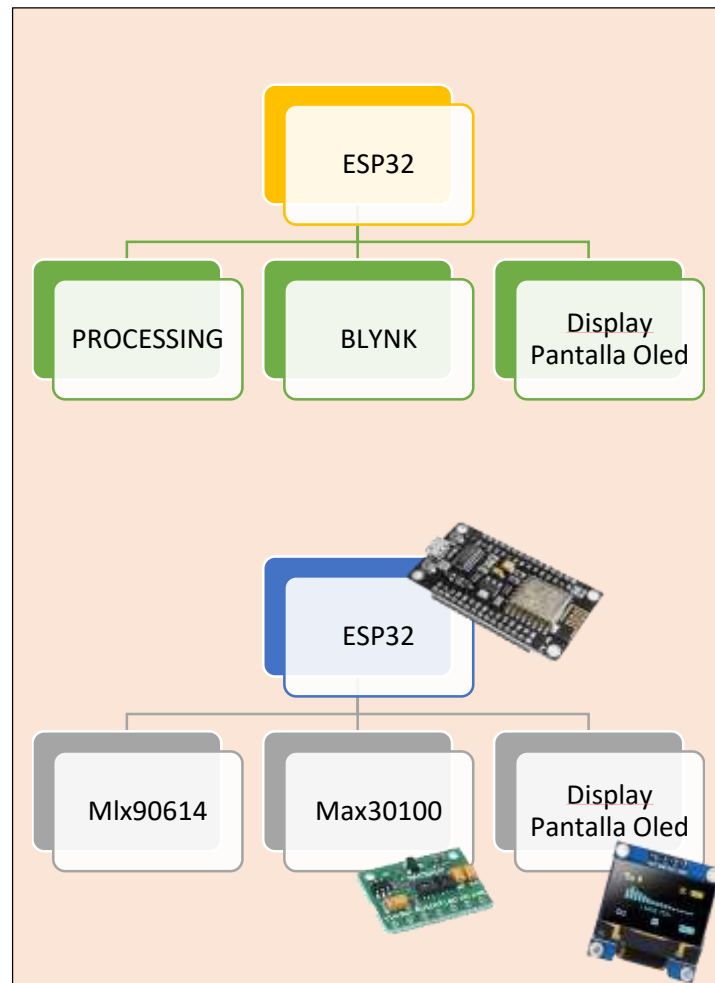 ESP32
PROCESSING
BLYNK
Display
Pantalla Oled
ESP32
Mlx90614
Max30100
Display
Pantalla Oled